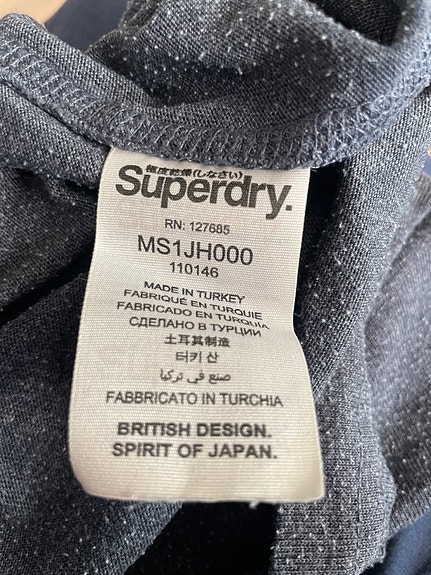 極度乾燥(しなさい)
Superdry.
RN: 127685
MS1JH000
110146
MADE IN TURKEY
FABRIQUÉ EN TURQUIE
FABRICADO EN TURQUIA
СДЕЛАНО В ТУРЦИИ
土耳其制造
터키 산
صنع في تركيا
FABBRICATO IN TURCHIA
BRITISH DESIGN.
SPIRIT OF JAPAN.